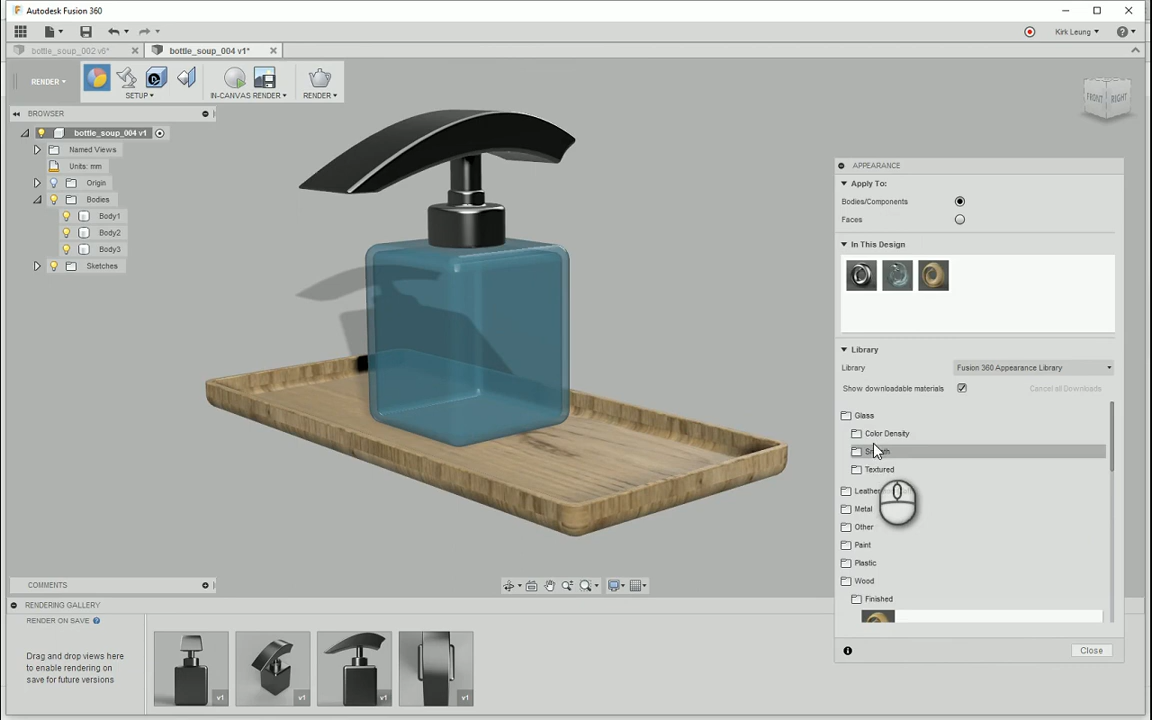 Autodesk Fusion 360
Kirk Leung
bottle_soup_002 v6*
bottle_soup_004 v1*
RENDER
SETUP
IN-CANVAS RENDER
RENDER
FRONT
RIGHT
BROWSER
bottle_soup_004 v1
Named Views
Units: mm
Origin
Bodies
Body1
Body2
Body3
Sketches
APPEARANCE
Apply To:
Bodies/Components
Faces
In This Design
Library
Library
Fusion 360 Appearance Library
Show downloadable materials
Cancel all Downloads
Glass
Color Density
Textured
Leather
Metal
Other
Paint
Plastic
Wood
Finished
Close
COMMENTS
RENDERING GALLERY
RENDER ON SAVE
Drag and drop views here
to enable rendering on
save for future versions
v1
v1
v1
v1